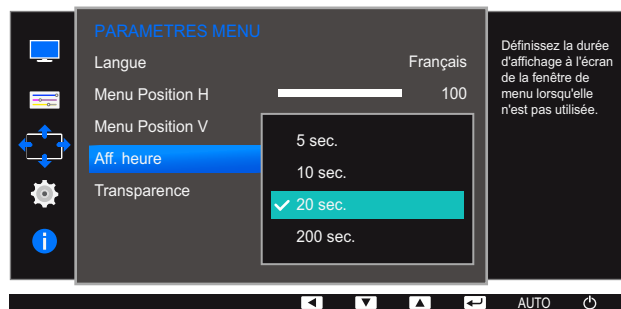 PARAMETRES MENU
Langue Français
Menu Position H 100
Menu Position V
Aff. heure
Transparence
5 sec.
10 sec.
20 sec.
200 sec.
Définissez la durée
d'affichage à l'écran
de la fenêtre de
menu lorsqu'elle
n'est pas utilisée.
i
AUTO